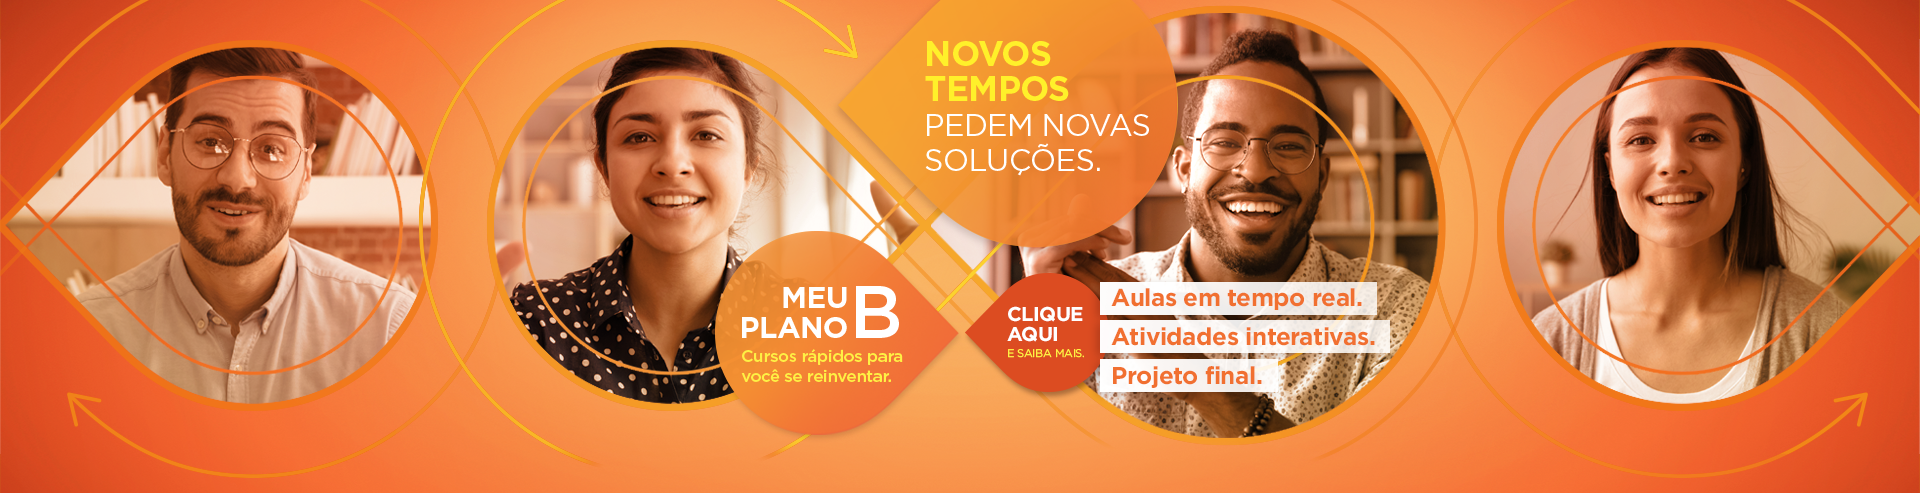 NOVOS
TEMPOS
PEDEM NOVAS
SOLUÇÕES.
MEU
PLANO B
Cursos rápidos para
você se reinventar.
CLIQUE
AQUI
E SAIBA MAIS.
Aulas em tempo real.
Atividades interativas.
Projeto final.